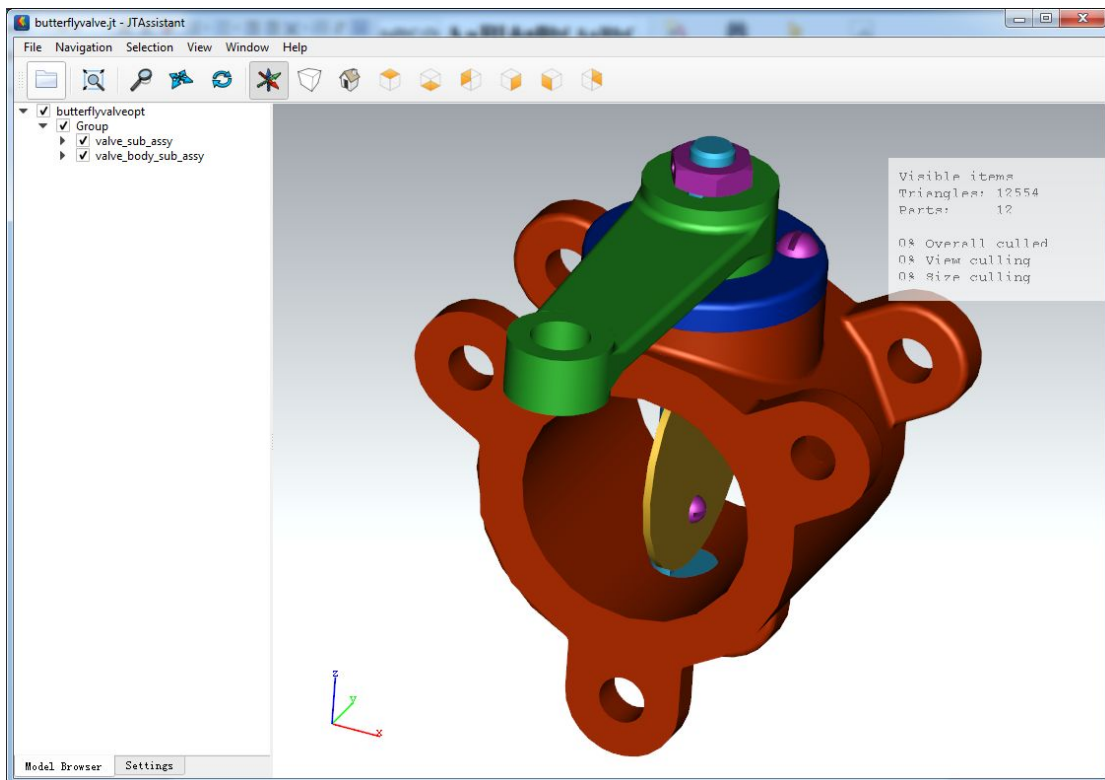 butterflyvalve.jt - JTAssistant
File Navigation Selection View Window Help
butterflyvalveopt
Group
valve_sub_assy
valve_body_sub_assy
Visible items
Triangles: 12554
Parts: 12
0% Overall culled
0% View culling
0% Size culling
z
y
x
Model Browser Settings